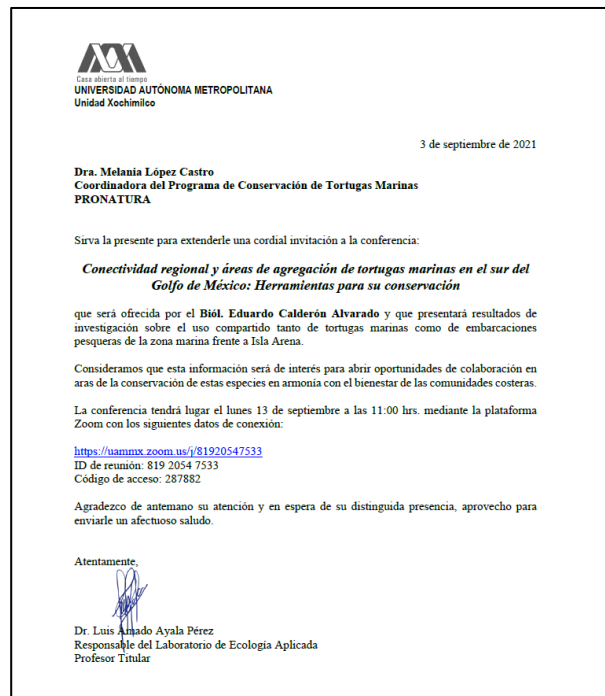 Casa abierta al tiempo
UNIVERSIDAD AUTÓNOMA METROPOLITANA
Unidad Xochimilco
3 de septiembre de 2021
Dra. Melania López Castro
Coordinadora del Programa de Conservación de Tortugas Marinas
PRONATURA
Sirva la presente para extenderle una cordial invitación a la conferencia:
Conectividad regional y áreas de agregación de tortugas marinas en el sur del
Golfo de México: Herramientas para su conservación
que será ofrecida por el Biól. Eduardo Calderón Alvarado y que presentará resultados de
investigación sobre el uso compartido tanto de tortugas marinas como de embarcaciones
pesqueras de la zona marina frente a Isla Arena.
Consideramos que esta información será de interés para abrir oportunidades de colaboración en
aras de la conservación de estas especies en armonía con el bienestar de las comunidades costeras.
La conferencia tendrá lugar el lunes 13 de septiembre a las 11:00 hrs. mediante la plataforma
Zoom con los siguientes datos de conexión:
https://uammx.zoom.us/j/81920547533
ID de reunión: 819 2054 7533
Código de acceso: 287882
Agradezco de antemano su atención y en espera de su distinguida presencia, aprovecho para
enviarle un afectuoso saludo.
Atentamente,
Dr. Luis Amado Ayala Pérez
Responsable del Laboratorio de Ecología Aplicada
Profesor Titular